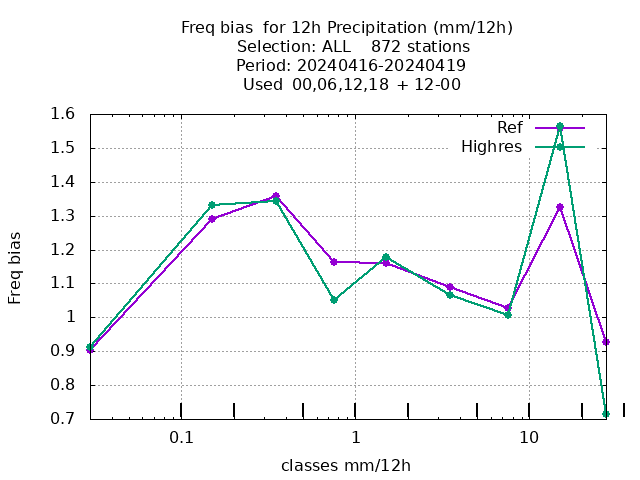 Freq bias  for 12h Precipitation (mm/12h)
Selection: ALL    872 stations
Period: 20240416-20240419
Used  00,06,12,18  + 12-00
Ref
Highres
1.6
1.5
1.4
1.3
1.2
1.1
1
0.9
0.8
0.7
Freq bias
0.1
1
10
classes mm/12h